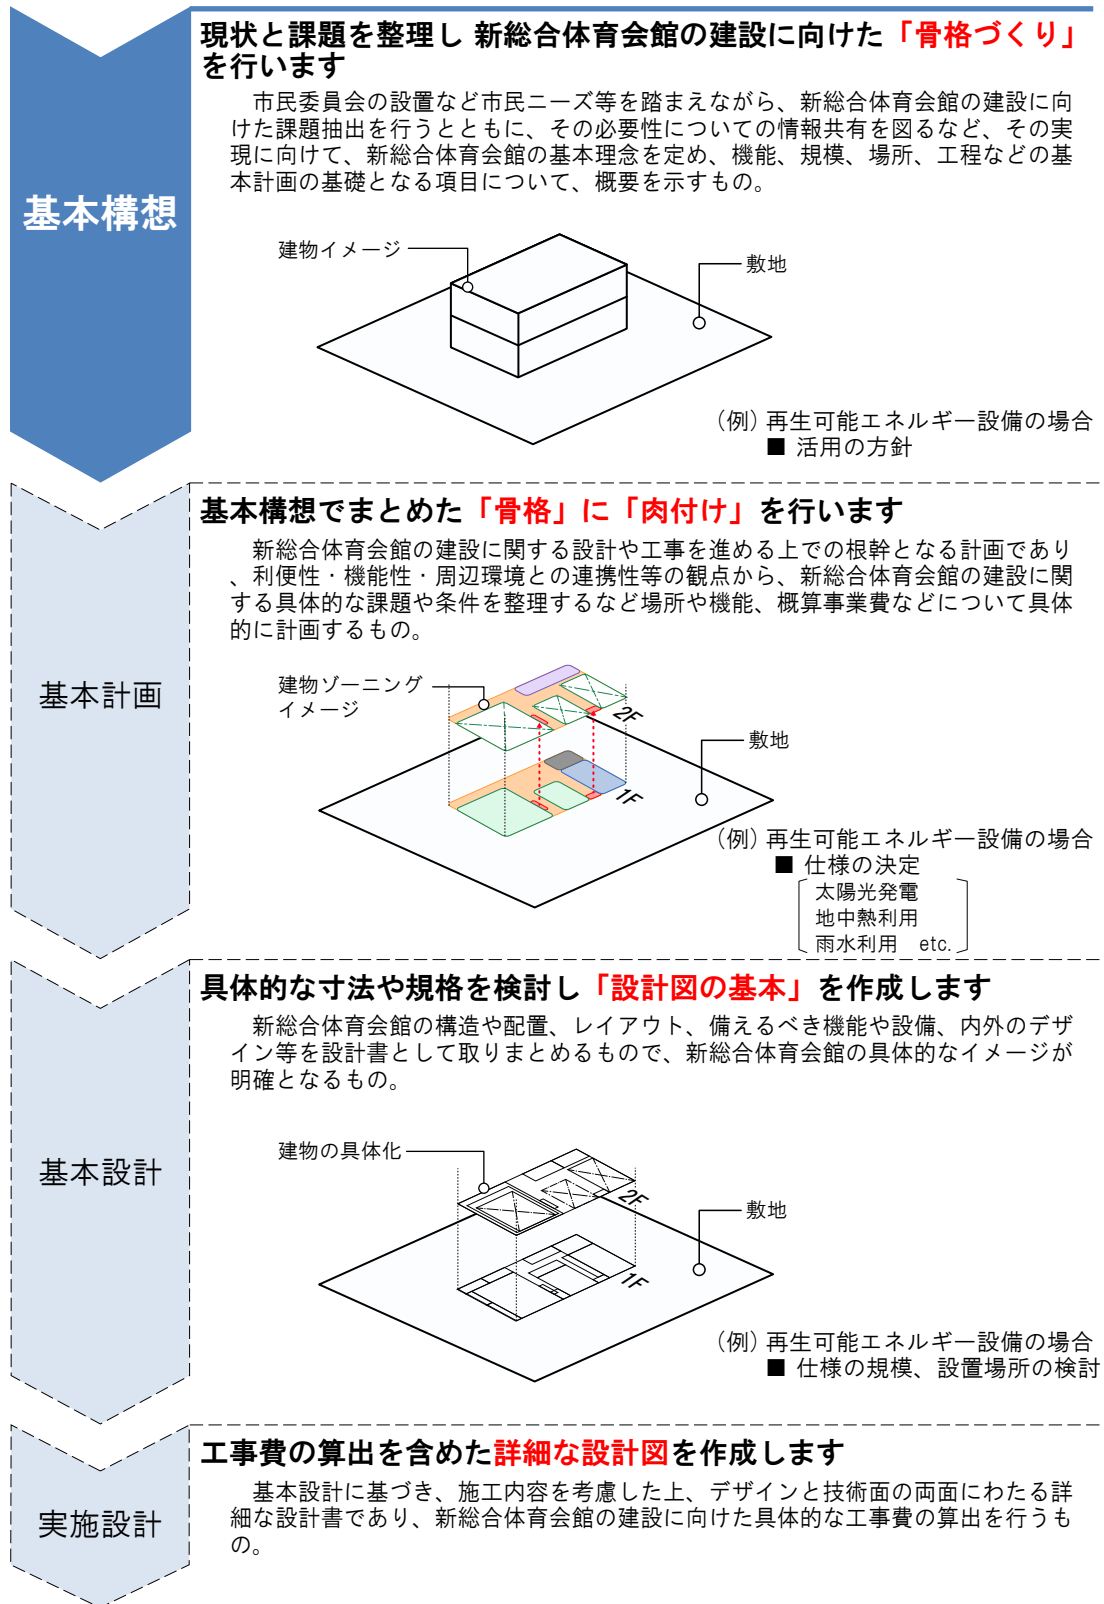 現状と課題を整理し 新総合体育会館の建設に向けた「骨格づくり」
を行います
市民委員会の設置など市民ニーズ等を踏まえながら、新総合体育会館の建設に向
けた課題抽出を行うとともに、その必要性についての情報共有を図るなど、その実
現に向けて、新総合体育会館の基本理念を定め、機能、規模、場所、工程などの基
本計画の基礎となる項目について、概要を示すもの。
基本構想
建物イメージ
敷地
(例) 再生可能エネルギー設備の場合
■ 活用の方針
基本構想でまとめた「骨格」に「肉付け」を行います
新総合体育会館の建設に関する設計や工事を進める上での根幹となる計画であり
、利便性・機能性・周辺環境との連携性等の観点から、新総合体育会館の建設に関
する具体的な課題や条件を整理するなど場所や機能、概算事業費などについて具体
的に計画するもの。
基本計画
建物ゾーニング
イメージ
2F
敷地
1F
(例) 再生可能エネルギー設備の場合
■ 仕様の決定
太陽光発電
地中熱利用
雨水利用 etc.
具体的な寸法や規格を検討し「設計図の基本」を作成します
新総合体育会館の構造や配置、レイアウト、備えるべき機能や設備、内外のデザ
イン等を設計書として取りまとめるもので、新総合体育会館の具体的なイメージが
明確となるもの。
基本設計
建物の具体化
2F
敷地
1F
(例) 再生可能エネルギー設備の場合
■ 仕様の規模、設置場所の検討
工事費の算出を含めた詳細な設計図を作成します
基本設計に基づき、施工内容を考慮した上、デザインと技術面の両面にわたる詳
細な設計書であり、新総合体育会館の建設に向けた具体的な工事費の算出を行うも
の。
実施設計